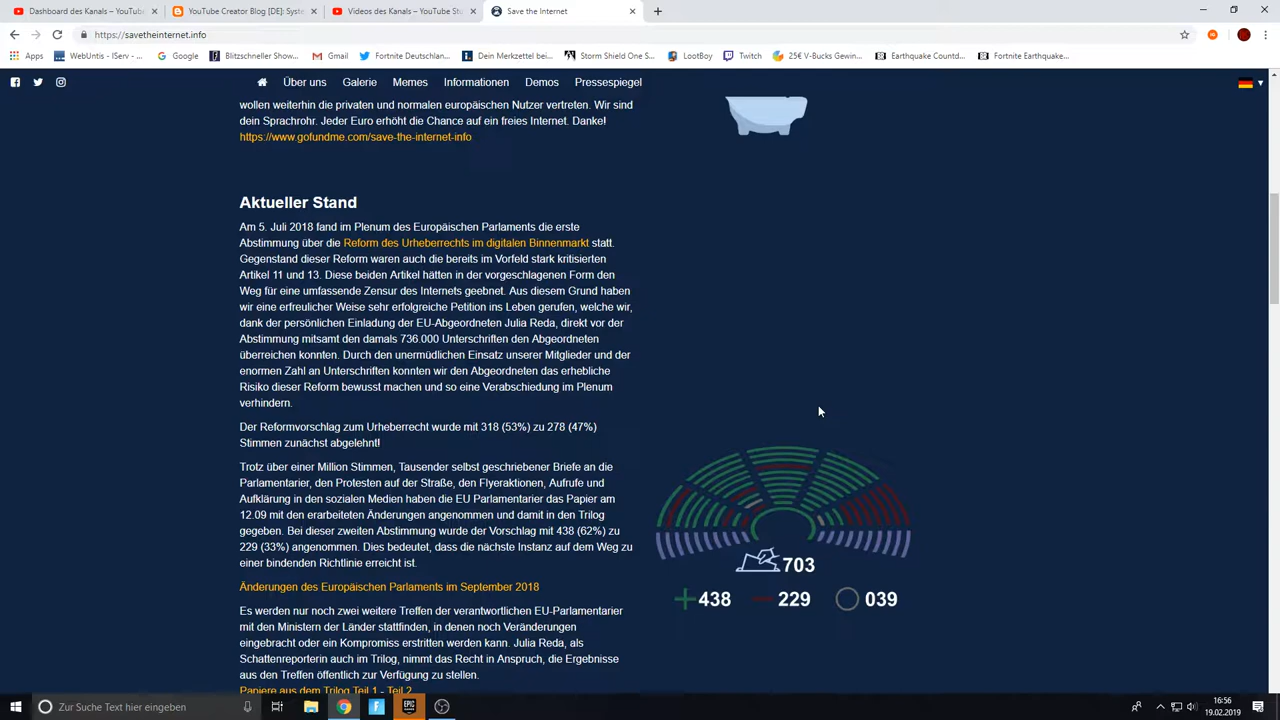 Dashboard des Kanals – YouTube
YouTube Creator Blog [DE]: Syste
Videos des Kanals – YouTube Stu
Save the Internet
https://savetheinternet.info
Apps
WebUntis – IServ – ...
Google
Blitzschneller Show...
Gmail
Fortnite Deutschlan...
Dein Merkzettel bei...
Storm Shield One S...
LootBoy
Twitch
25€ V-Bucks Gewin...
Earthquake Countd...
Fortnite Earthquake...
Über uns
Galerie
Memes
Informationen
Demos
Pressespiegel
wollen weiterhin die privaten und normalen europäischen Nutzer vertreten. Wir sind
dein Sprachrohr. Jeder Euro erhöht die Chance auf ein freies Internet. Danke!
https://www.gofundme.com/save-the-internet-info
Aktueller Stand
Am 5. Juli 2018 fand im Plenum des Europäischen Parlaments die erste
Abstimmung über die Reform des Urheberrechts im digitalen Binnenmarkt statt.
Gegenstand dieser Reform waren auch die bereits im Vorfeld stark kritisierten
Artikel 11 und 13. Diese beiden Artikel hätten in der vorgeschlagenen Form den
Weg für eine umfassende Zensur des Internets geebnet. Aus diesem Grund haben
wir eine erfreulicher Weise sehr erfolgreiche Petition ins Leben gerufen, welche wir,
dank der persönlichen Einladung der EU-Abgeordneten Julia Reda, direkt vor der
Abstimmung mitsamt den damals 736.000 Unterschriften den Abgeordneten
überreichen konnten. Durch den unermüdlichen Einsatz unserer Mitglieder und der
enormen Zahl an Unterschriften konnten wir den Abgeordneten das erhebliche
Risiko dieser Reform bewusst machen und so eine Verabschiedung im Plenum
verhindern.
Der Reformvorschlag zum Urheberrecht wurde mit 318 (53%) zu 278 (47%)
Stimmen zunächst abgelehnt!
Trotz über einer Million Stimmen, Tausender selbst geschriebener Briefe an die
Parlamentarier, den Protesten auf der Straße, den Flyeraktionen, Aufrufe und
Aufklärung in den sozialen Medien haben die EU Parlamentarier das Papier am
12.09 mit den erarbeiteten Änderungen angenommen und damit in den Trilog
gegeben. Bei dieser zweiten Abstimmung wurde der Vorschlag mit 438 (62%) zu
229 (33%) angenommen. Dies bedeutet, dass die nächste Instanz auf dem Weg zu
einer bindenden Richtlinie erreicht ist.
Änderungen des Europäischen Parlaments im September 2018
Es werden nur noch zwei weitere Treffen der verantwortlichen EU-Parlamentarier
mit den Ministern der Länder stattfinden, in denen noch Veränderungen
eingebracht oder ein Kompromiss erstritten werden kann. Julia Reda, als
Schattenreporterin auch im Trilog, nimmt das Recht in Anspruch, die Ergebnisse
aus den Treffen öffentlich zur Verfügung zu stellen.
Papiere aus dem Trilog Teil 1 - Teil 2
703
438
229
039
Zur Suche Text hier eingeben
EPIC
16:56
19.02.2019